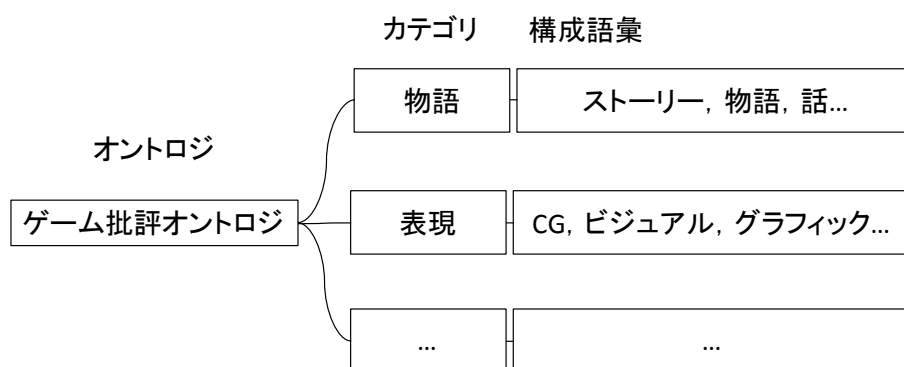 カテゴリ 構成語彙
物語 ストーリー, 物語, 話...
オントロジ
ゲーム批評オントロジ 表現 CG, ビジュアル, グラフィック...
... ...